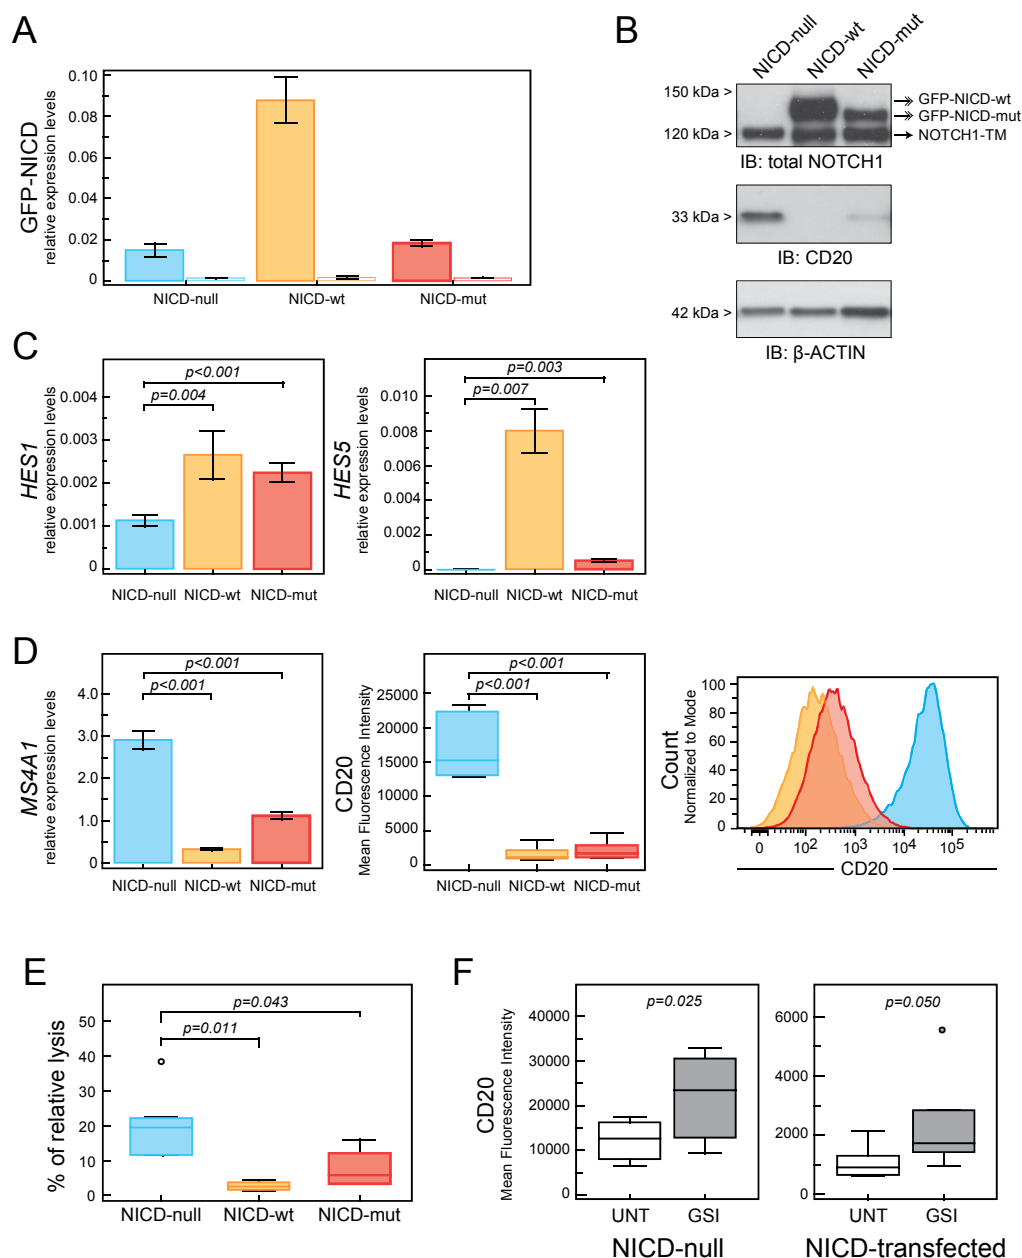 A
GFP-NICD
relative expression levels
0.10
0.08
0.06
0.04
0.02
0
NICD-null
NICD-wt
NICD-mut
B
NICD-null
NICD-wt
NICD-mut
150 kDa >
120 kDa >
GFP-NICD-wt
GFP-NICD-mut
NOTCH1-TM
IB: total NOTCH1
33 kDa >
IB: CD20
42 kDa >
IB: β-ACTIN
C
HES1
relative expression levels
0.004
0.003
0.002
0.001
0
p<0.001
p=0.004
NICD-null
NICD-wt
NICD-mut
HES5
relative expression levels
0.010
0.008
0.006
0.004
0.002
0
p=0.003
p=0.007
NICD-null
NICD-wt
NICD-mut
D
MS4A1
relative expression levels
4.0
3.0
2.0
1.0
0
p<0.001
p<0.001
NICD-null
NICD-wt
NICD-mut
CD20
Mean Fluorescence Intensity
25000
20000
15000
10000
5000
0
p<0.001
p<0.001
NICD-null
NICD-wt
NICD-mut
Count
Normalized to Mode
100
80
60
40
20
0
0
10²
10³
10⁴
10⁵
CD20
E
% of relative lysis
50
40
30
20
10
0
p=0.043
p=0.011
NICD-null
NICD-wt
NICD-mut
F
CD20
Mean Fluorescence Intensity
40000
30000
20000
10000
0
p=0.025
UNT
GSI
NICD-null
6000
4000
2000
0
p=0.050
UNT
GSI
NICD-transfected